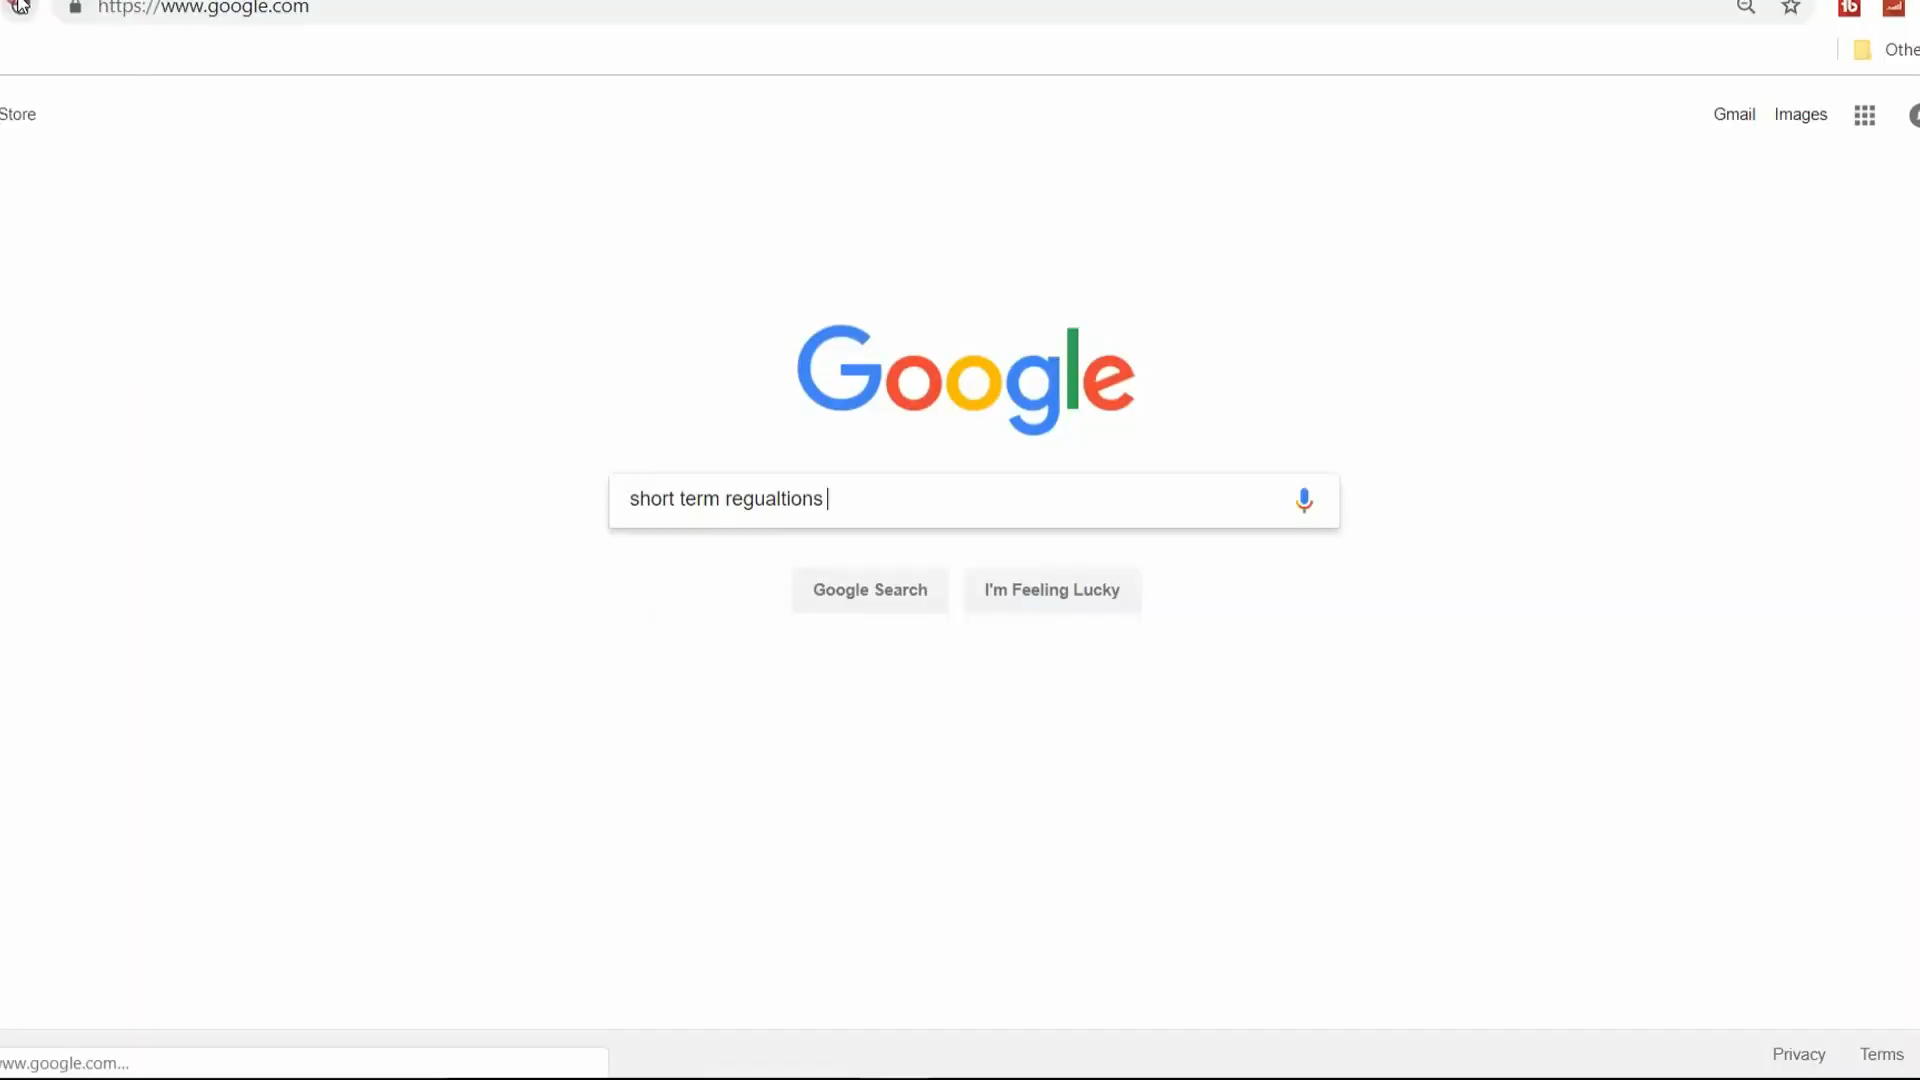 https://www.google.com
Othe
Store
Gmail Images
Google
short term regualtions
Google Search I'm Feeling Lucky
www.google.com...
Privacy Terms